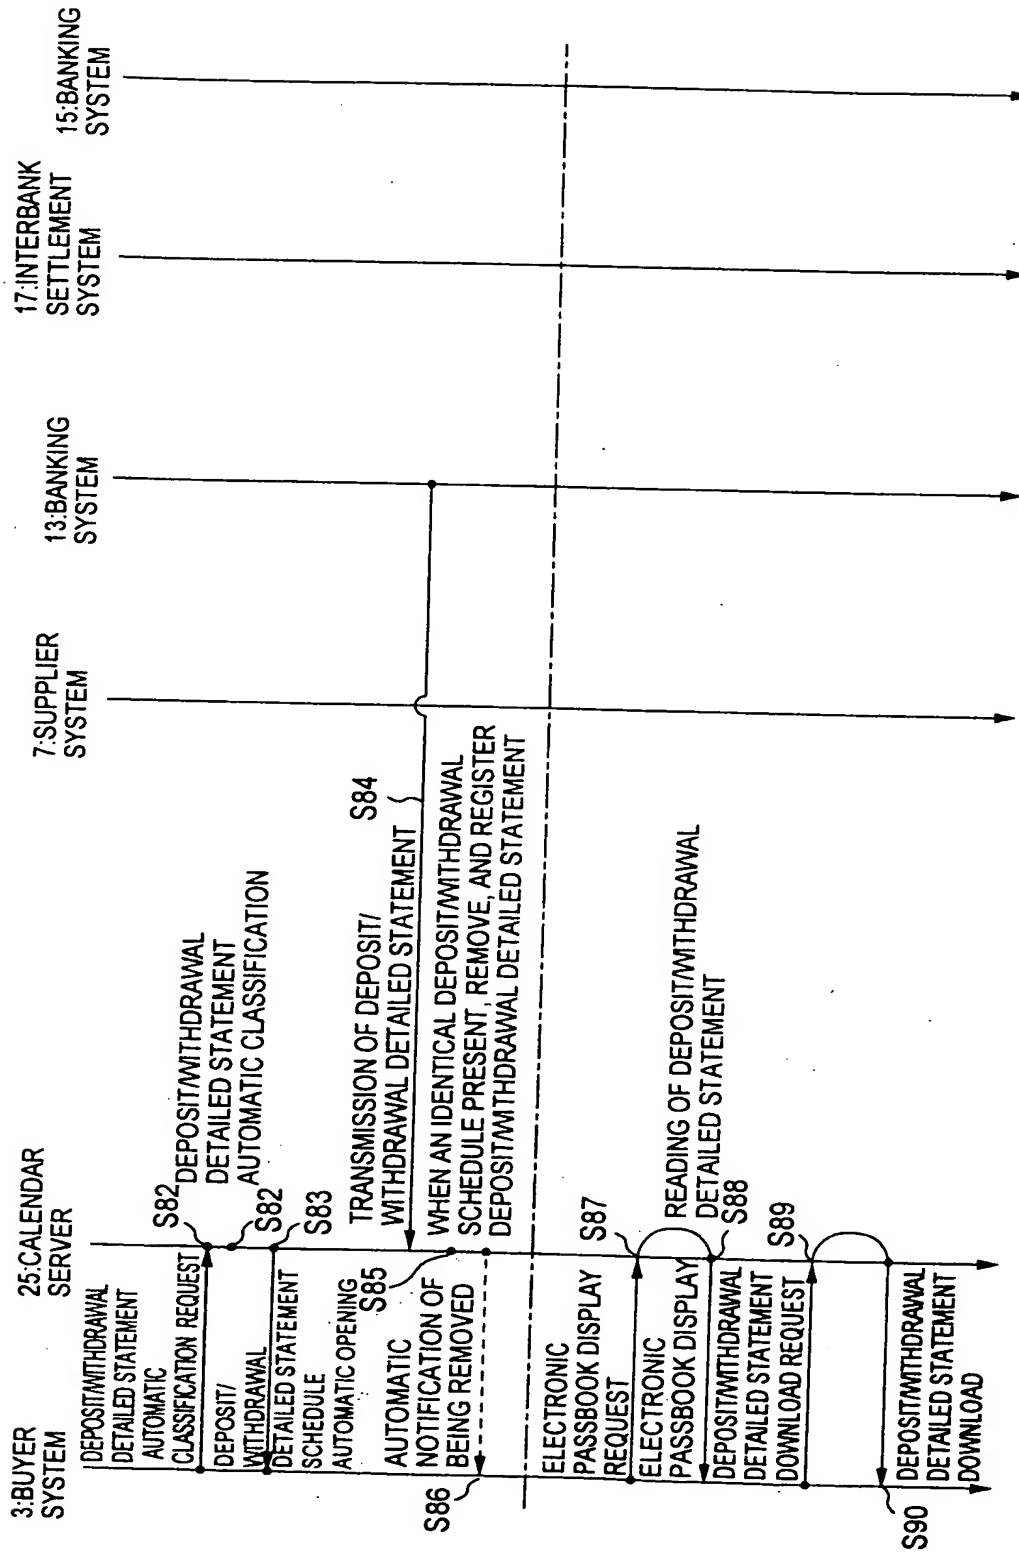 3:BUYER
SYSTEM
25:CALENDAR
SERVER
7:SUPPLIER
SYSTEM
13:BANKING
SYSTEM
17:INTERBANK
SETTLEMENT
SYSTEM
15:BANKING
SYSTEM
DEPOSIT/WITHDRAWAL
DETAILED STATEMENT
AUTOMATIC
CLASSIFICATION REQUEST
S82
DEPOSIT/WITHDRAWAL
DETAILED STATEMENT
AUTOMATIC CLASSIFICATION
S82
DEPOSIT/
WITHDRAWAL
DETAILED STATEMENT
SCHEDULE
AUTOMATIC OPENING
S83
TRANSMISSION OF DEPOSIT/
WITHDRAWAL DETAILED STATEMENT
S84
S85
WHEN AN IDENTICAL DEPOSIT/WITHDRAWAL
SCHEDULE PRESENT, REMOVE, AND REGISTER
DEPOSIT/WITHDRAWAL DETAILED STATEMENT
AUTOMATIC
NOTIFICATION OF
BEING REMOVED
S86
ELECTRONIC
PASSBOOK DISPLAY
REQUEST
S87
READING OF DEPOSIT/WITHDRAWAL
DETAILED STATEMENT
ELECTRONIC
PASSBOOK DISPLAY
S88
DEPOSIT/WITHDRAWAL
DETAILED STATEMENT
DOWNLOAD REQUEST
S89
DEPOSIT/WITHDRAWAL
DETAILED STATEMENT
DOWNLOAD
S90